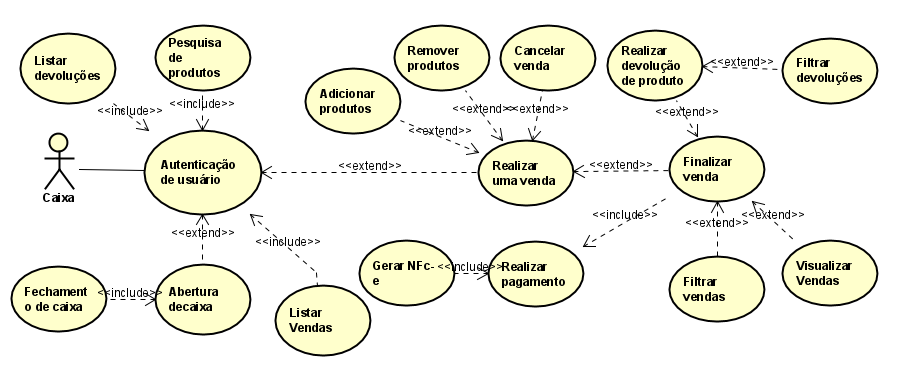 Listar
devoluções
Pesquisa
de
produtos
Remover
produtos
Cancelar
venda
Realizar
devolução
de produto
Filtrar
devoluções
Adicionar
produtos
<<include>>
<<include>>
<<extend>>
<<extend>>
<<extend>>
<<extend>>
<<extend>>
Caixa
Autenticação
de usuário
<<extend>>
Realizar
uma venda
<<extend>>
Finalizar
venda
<<extend>>
<<include>>
<<include>>
<<extend>>
<<extend>>
Fechament
o de caixa
<<include>>
Abertura
decaixa
Listar
Vendas
Gerar NFc-
e
<<include>>
Realizar
pagamento
Filtrar
vendas
Visualizar
Vendas